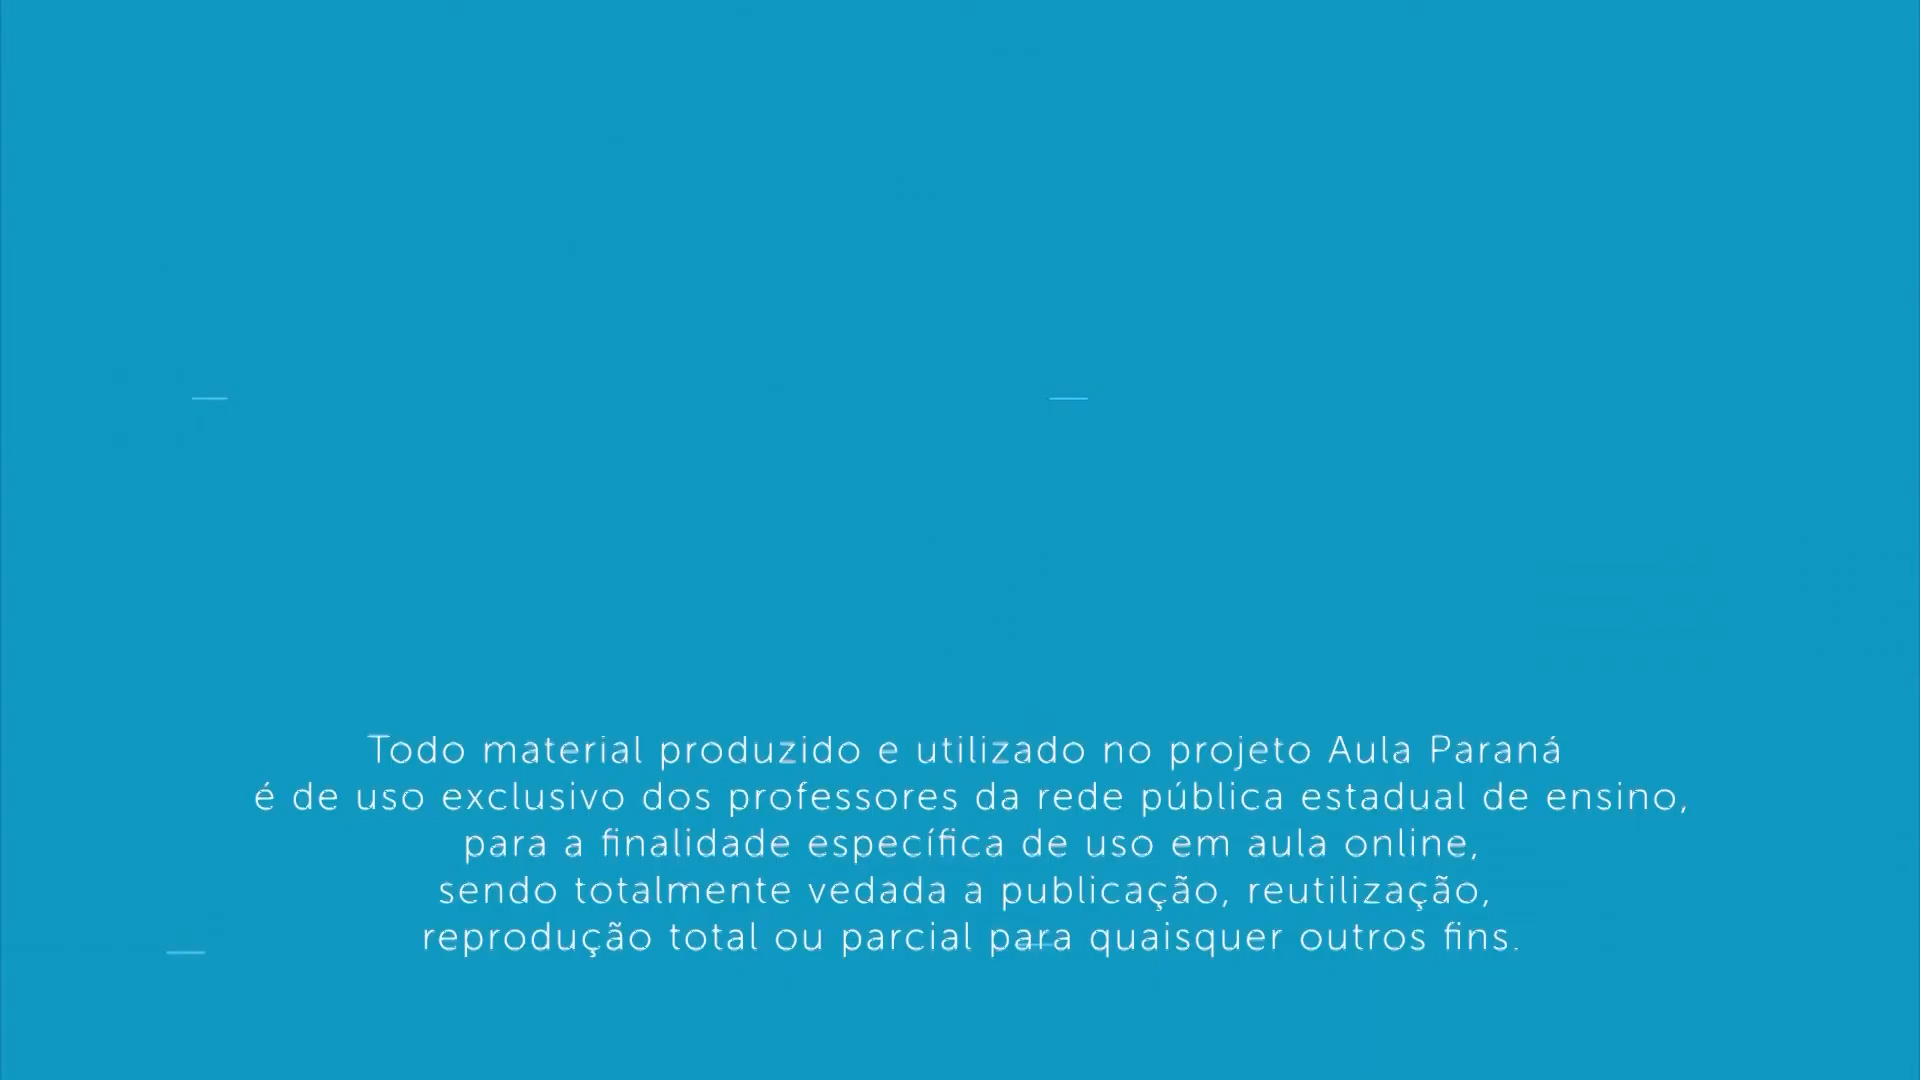 Todo material produzido e utilizado no projeto Aula Paraná
é de uso exclusivo dos professores da rede pública estadual de ensino,
para a finalidade específica de uso em aula online,
sendo totalmente vedada a publicação, reutilização,
reprodução total ou parcial para quaisquer outros fins.